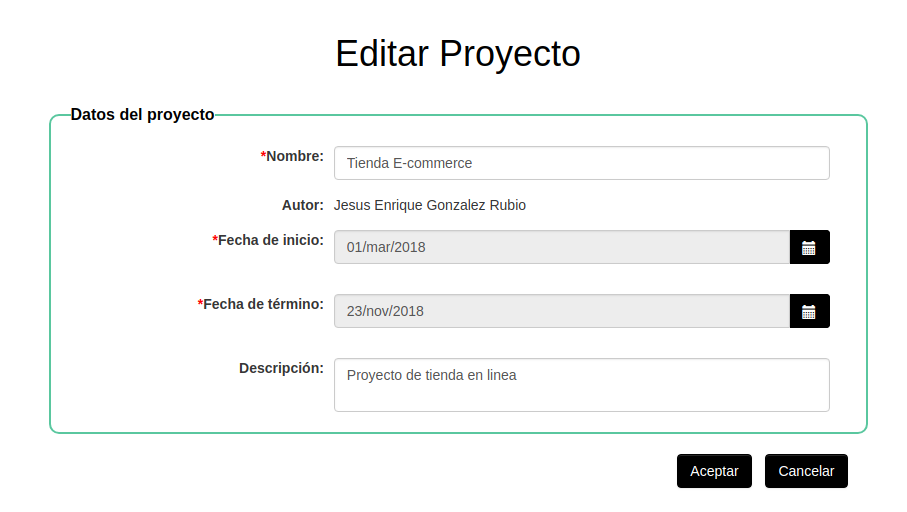 Editar Proyecto
Datos del proyecto
*Nombre: Tienda E-commerce
Autor: Jesus Enrique Gonzalez Rubio
*Fecha de inicio: 01/mar/2018
*Fecha de término: 23/nov/2018
Descripción: Proyecto de tienda en linea
Aceptar Cancelar